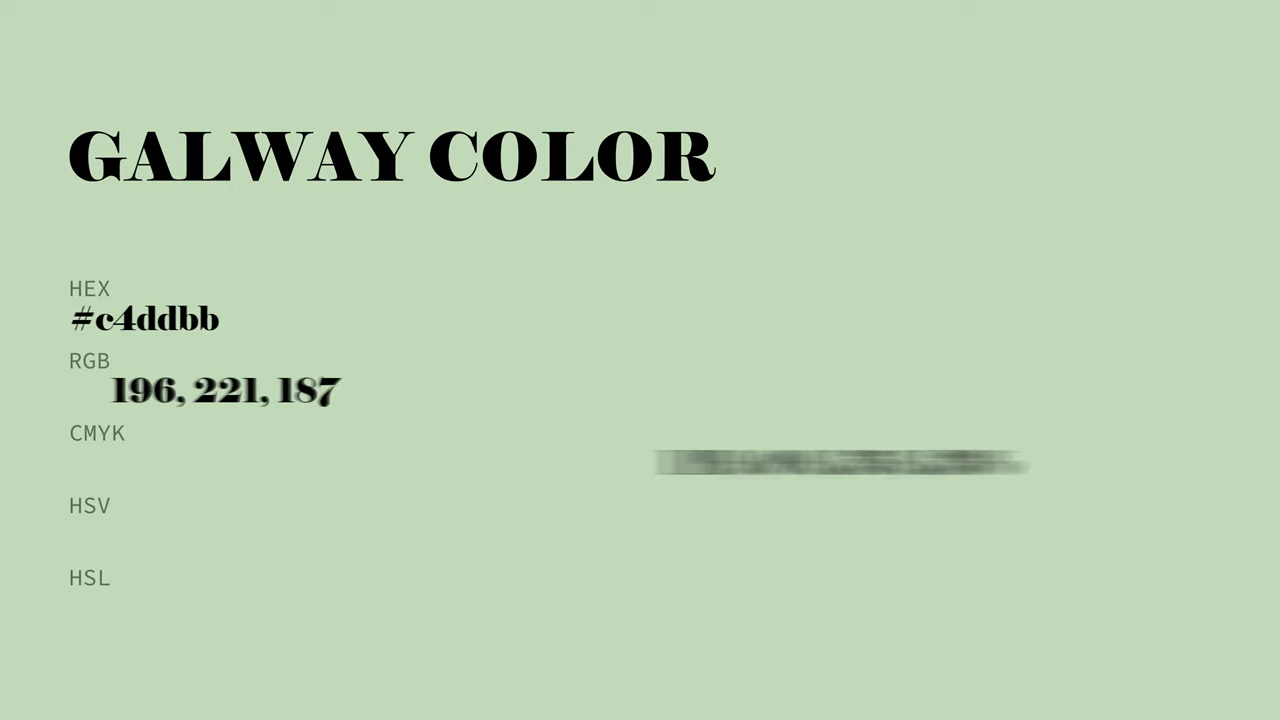 GALWAY COLOR
HEX
#c4ddbb
RGB
196, 221, 187
CMYK
HSV
HSL